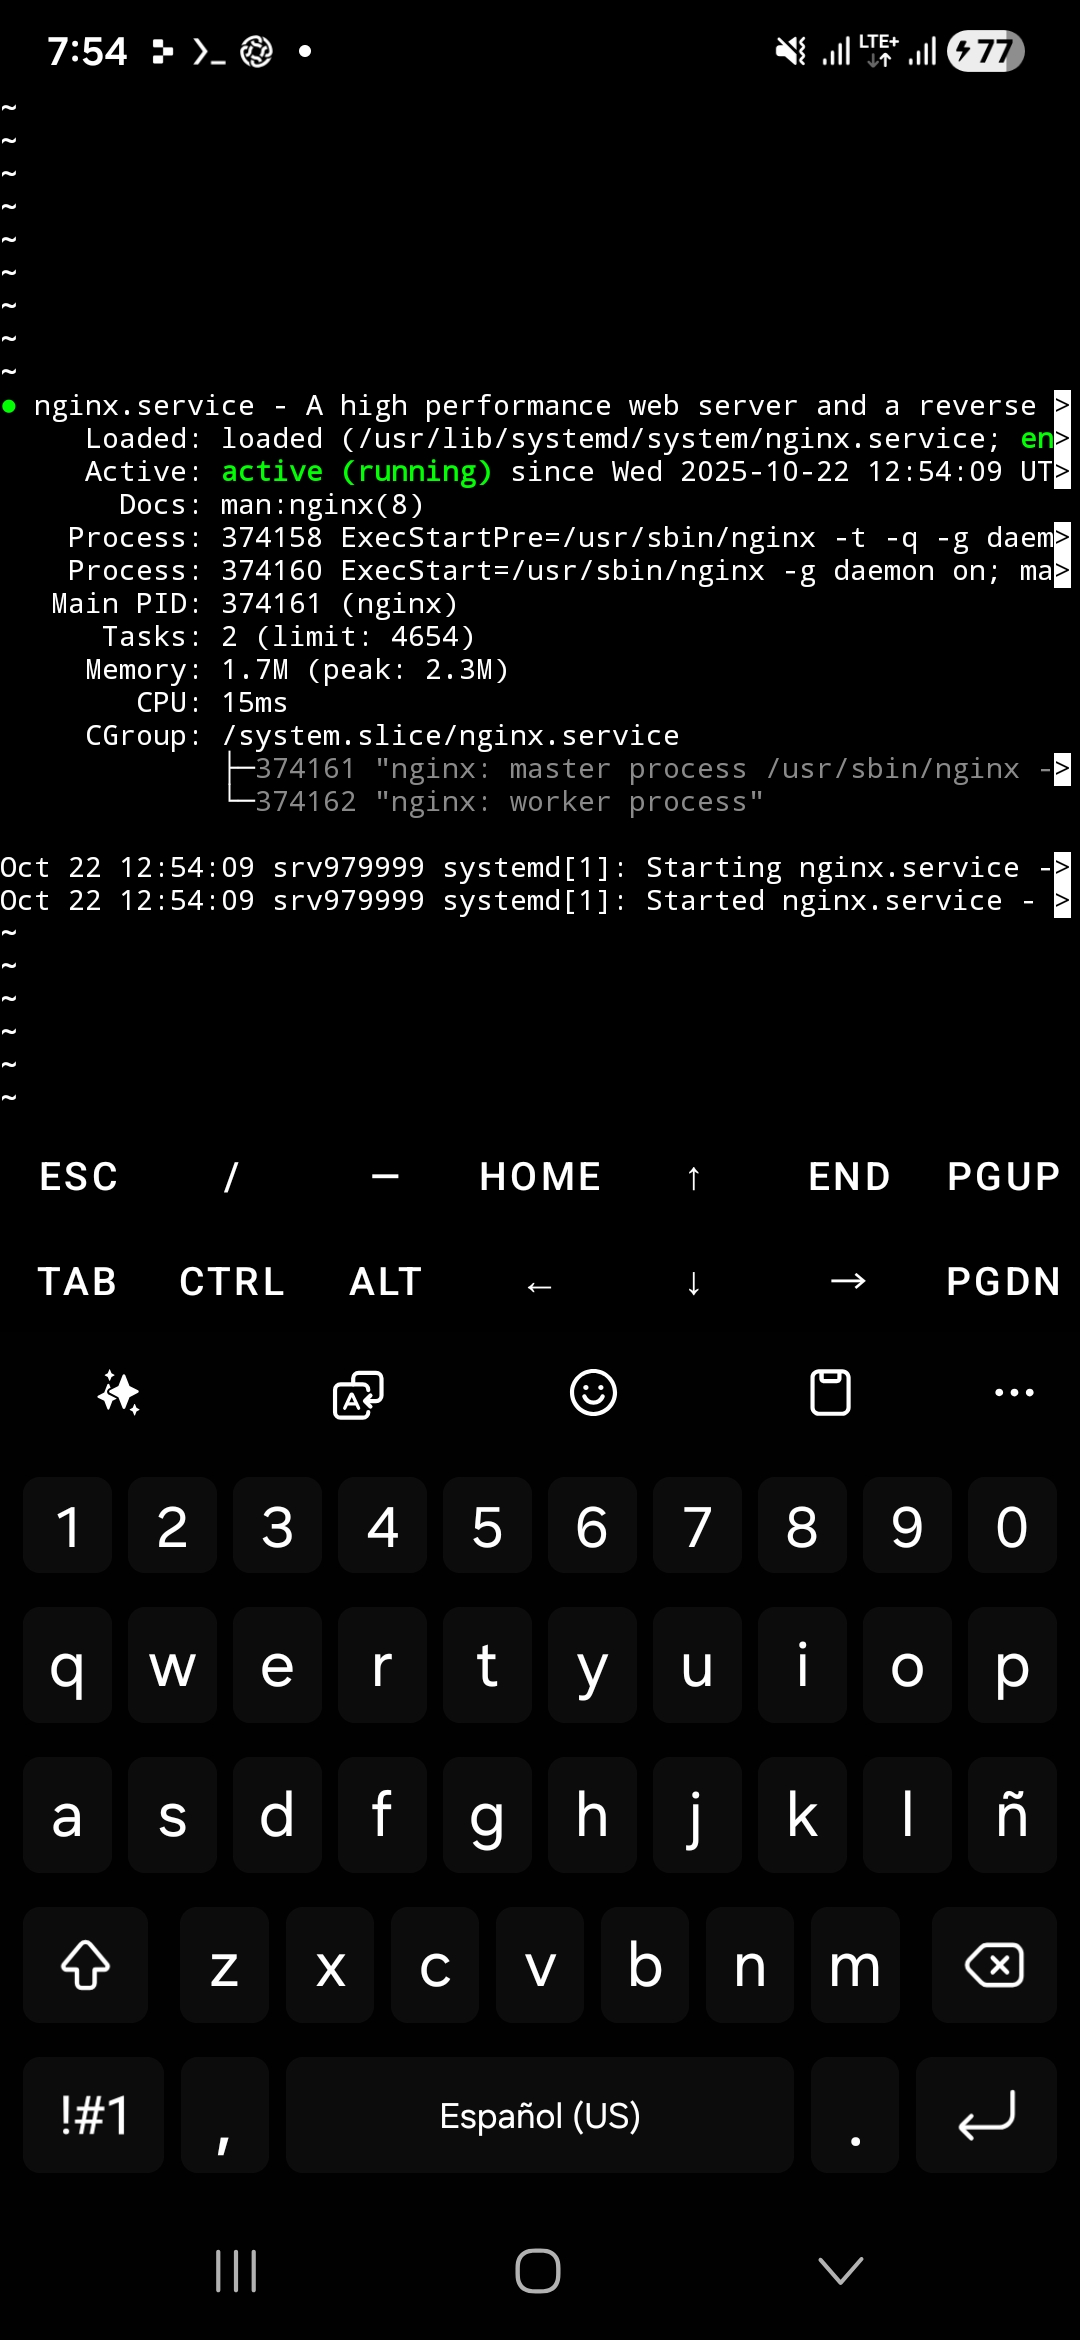 7:54 LTE+ 77
~
~
~
~
~
~
~
~
~
● nginx.service - A high performance web server and a reverse >
Loaded: loaded (/usr/lib/systemd/system/nginx.service; en>
Active: active (running) since Wed 2025-10-22 12:54:09 UT>
Docs: man:nginx(8)
Process: 374158 ExecStartPre=/usr/sbin/nginx -t -q -g daem>
Process: 374160 ExecStart=/usr/sbin/nginx -g daemon on; ma>
Main PID: 374161 (nginx)
Tasks: 2 (limit: 4654)
Memory: 1.7M (peak: 2.3M)
CPU: 15ms
CGroup: /system.slice/nginx.service
├─374161 "nginx: master process /usr/sbin/nginx ->
└─374162 "nginx: worker process"
Oct 22 12:54:09 srv979999 systemd[1]: Starting nginx.service ->
Oct 22 12:54:09 srv979999 systemd[1]: Started nginx.service - >
~
~
~
~
~
~
ESC / — HOME ↑ END PGUP
TAB CTRL ALT ← ↓ → PGDN
1 2 3 4 5 6 7 8 9 0
q w e r t y u i o p
a s d f g h j k l ñ
z x c v b n m
!#1 , Español (US) .